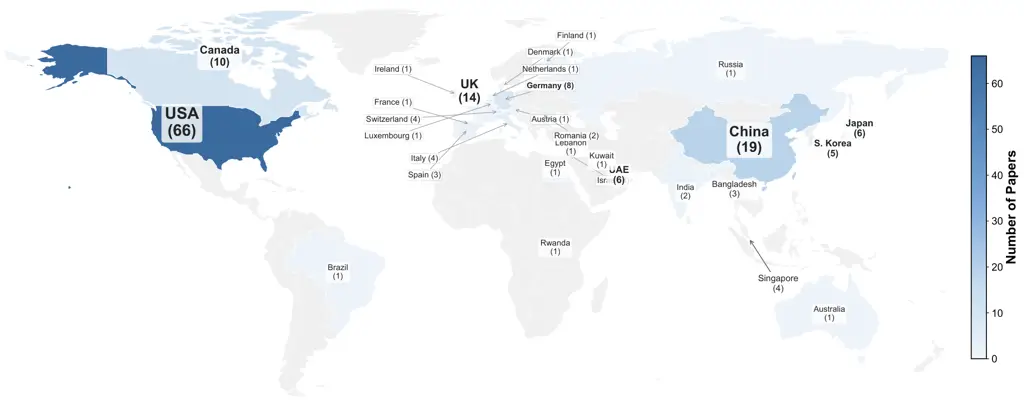 Finland (1)
Denmark (1)
Canada
(10)
Ireland (1)
Netherlands (1)
Russia
(1)
UK
(14)
Germany (8)
60
France (1)
USA
(66)
Switzerland (4)
Austria (1)
China
(19)
Japan
(6)
50
Luxembourg (1)
Romania (2)
Lebanon
(1)
S. Korea
(5)
Italy (4)
Kuwait
(1)
Egypt
(1)
UAE
(6)
Spain (3)
India
(2)
Bangladesh
(3)
40
30
Number of Papers
Rwanda
(1)
Brazil
(1)
Singapore
(4)
20
Australia
(1)
10
0